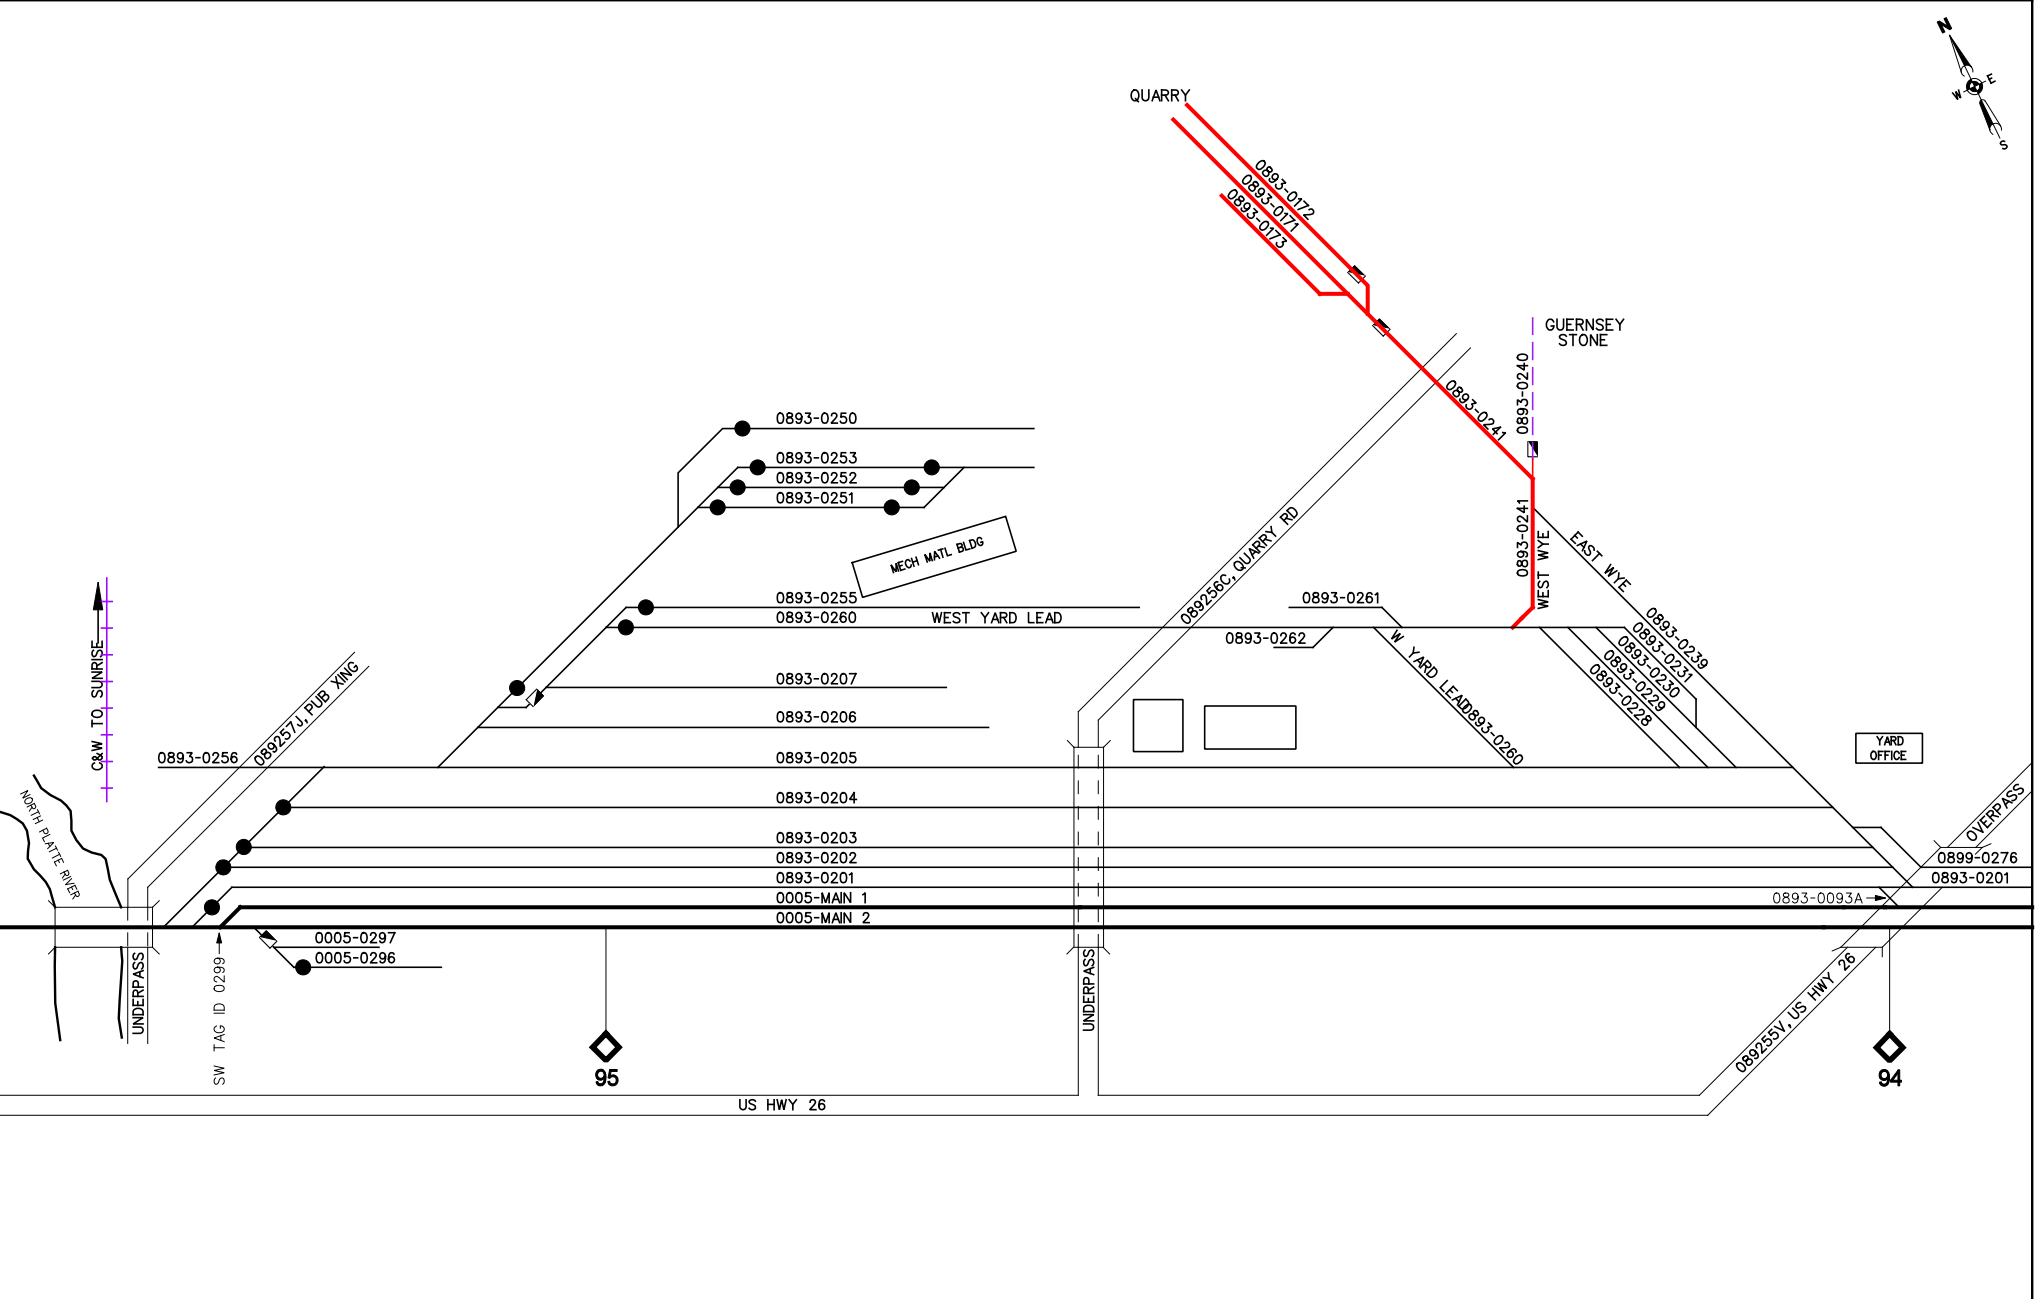 N
E
W
S
QUARRY
0893-0172
0893-0171
0893-0173
GUERNSEY
STONE
0893-0240
0893-0241
0893-0250
0893-0253
0893-0252
0893-0251
MECH MATL BLDG
089256C, QUARRY RD
0893-0241
WEST WYE
EAST WYE
0893-0255
0893-0261
0893-0260
WEST YARD LEAD
0893-0262
W YARD LEAD
0893-0260
0893-0239
0893-0231
0893-0230
0893-0229
0893-0228
C&W TO SUNRISE
089257J, PUB XING
0893-0207
0893-0206
0893-0256
0893-0205
YARD
OFFICE
0893-0204
NORTH PLATTE RIVER
OVERPASS
0893-0203
0893-0202
0899-0276
0893-0201
0893-0201
0005-MAIN 1
0893-0093A
0005-MAIN 2
0005-0297
0005-0296
UNDERPASS
SW TAG ID 0299
UNDERPASS
089255V, US HWY 26
95
94
US HWY 26